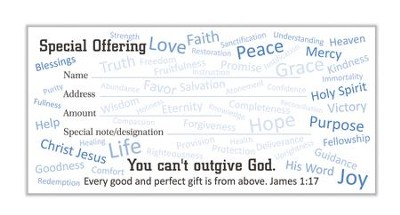 Strength Love Faith Sanctification Understanding Heaven
Special Offering Restoration Peace Mercy
Blessings Truth Freedom Promise Grace Kindness
Name Fruitfulness Instruction Immortality
Purity Abundance Favor Salvation Confidence Holy Spirit
Address
Fullness Wisdom Eternity Completeness Victory
Amount
Help Compassion Forgiveness Hope Purpose
Special note/designation
Christ Jesus Healing Life Provision Deliverance Fellowship
Righteousness Protection Guidance
Goodness Comfort You can't outgive God. His Word Joy
Redemption Every good and perfect gift is from above. James 1:17